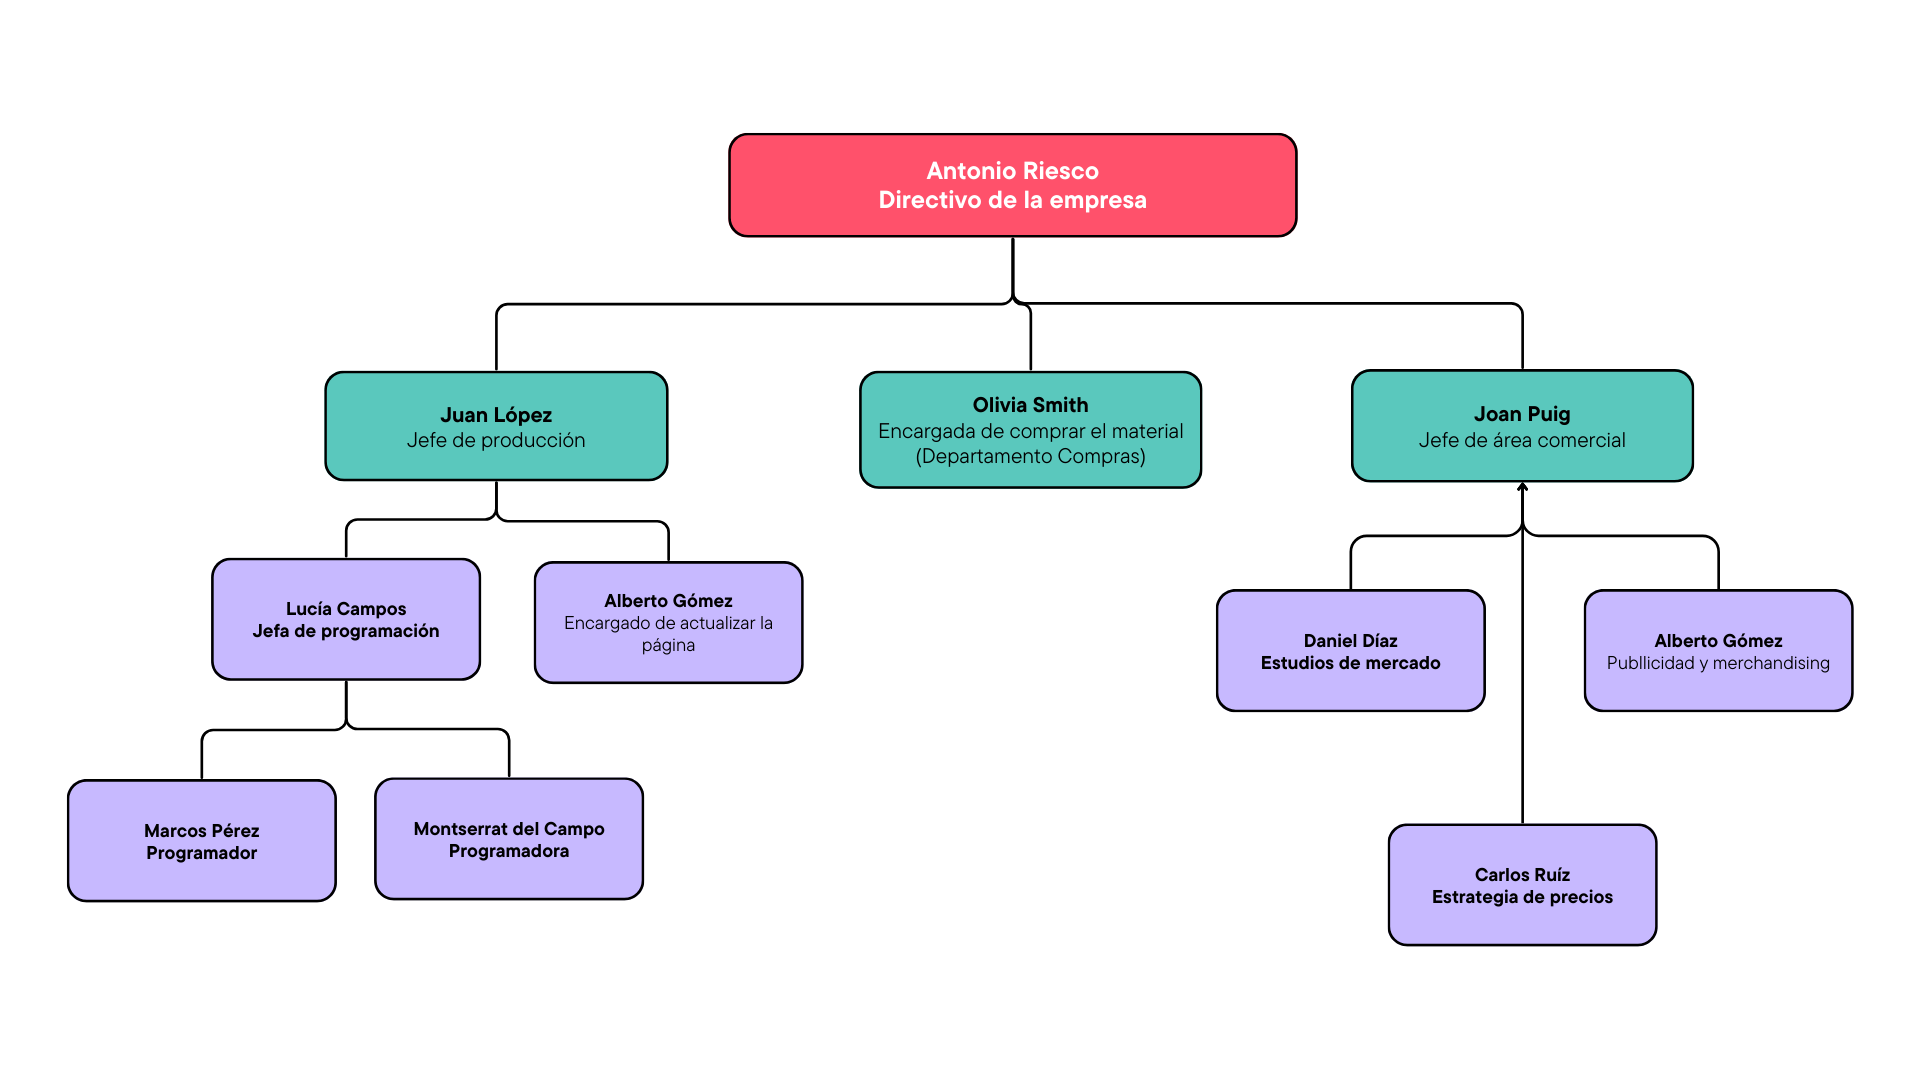 Antonio Riesco
Directivo de la empresa
Juan López
Jefe de producción
Olivia Smith
Encargada de comprar el material
(Departamento Compras)
Joan Puig
Jefe de área comercial
Lucía Campos
Jefa de programación
Alberto Gómez
Encargado de actualizar la
página
Daniel Díaz
Estudios de mercado
Alberto Gómez
Publlicidad y merchandising
Marcos Pérez
Programador
Montserrat del Campo
Programadora
Carlos Ruíz
Estrategia de precios